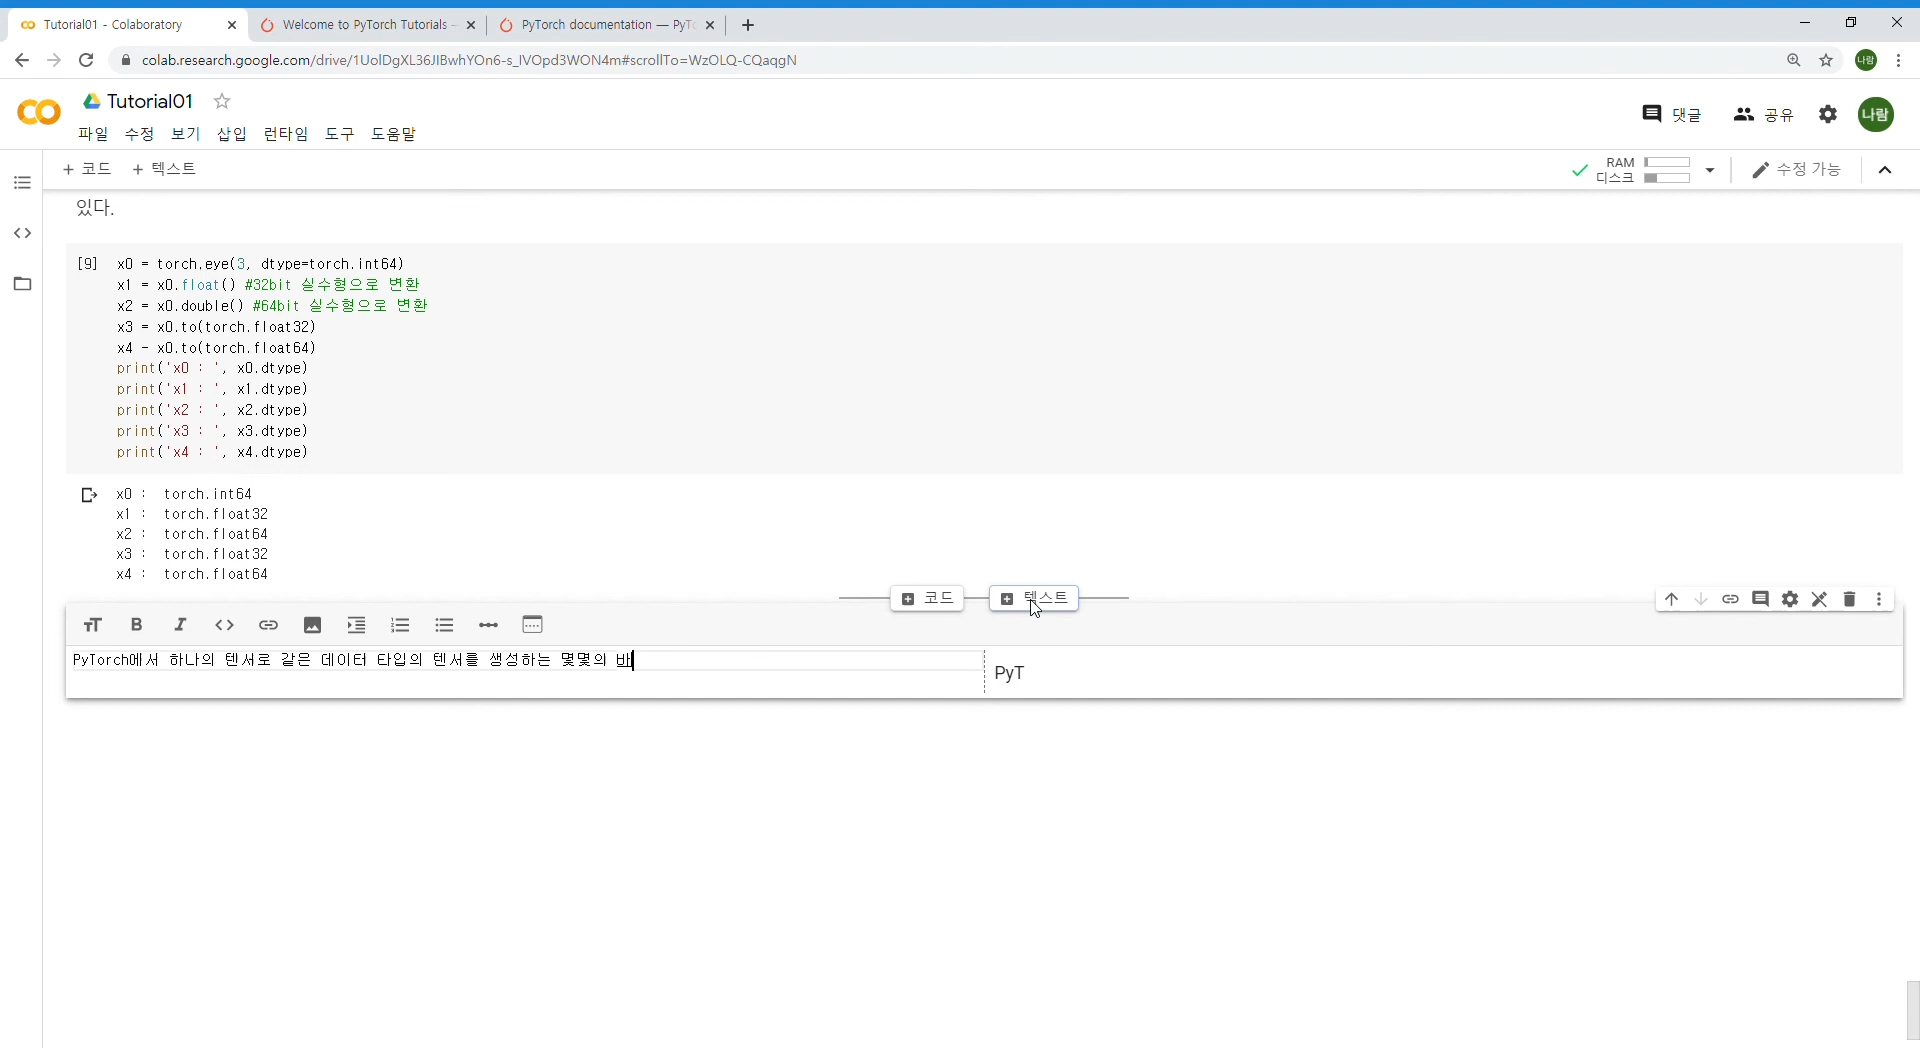 Tutorial01 - Colaboratory
Welcome to PyTorch Tutorials -
PyTorch documentation — PyTc
colab.research.google.com/drive/1UolDgXL36JIBwhYOn6-s_IVOpd3WON4m#scrollTo=WzOLQ-CQaqgN
나람
Tutorial01
파일 수정 보기 삽입 런타임 도구 도움말
댓글 공유 나람
+ 코드 + 텍스트
RAM
디스크
수정 가능
있다.
[9] x0 = torch.eye(3, dtype=torch.int64)
x1 = x0.float() #32bit 실수형으로 변환
x2 = x0.double() #64bit 실수형으로 변환
x3 = x0.to(torch.float32)
x4 - x0.to(torch.float64)
print('x0 : ', x0.dtype)
print('x1 : ', x1.dtype)
print('x2 : ', x2.dtype)
print('x3 : ', x3.dtype)
print('x4 : ', x4.dtype)
x0 : torch.int64
x1 : torch.float32
x2 : torch.float64
x3 : torch.float32
x4 : torch.float64
코드 텍스트
PyTorch에서 하나의 텐서로 같은 데이터 타입의 텐서를 생성하는 몇몇의 바
PyT